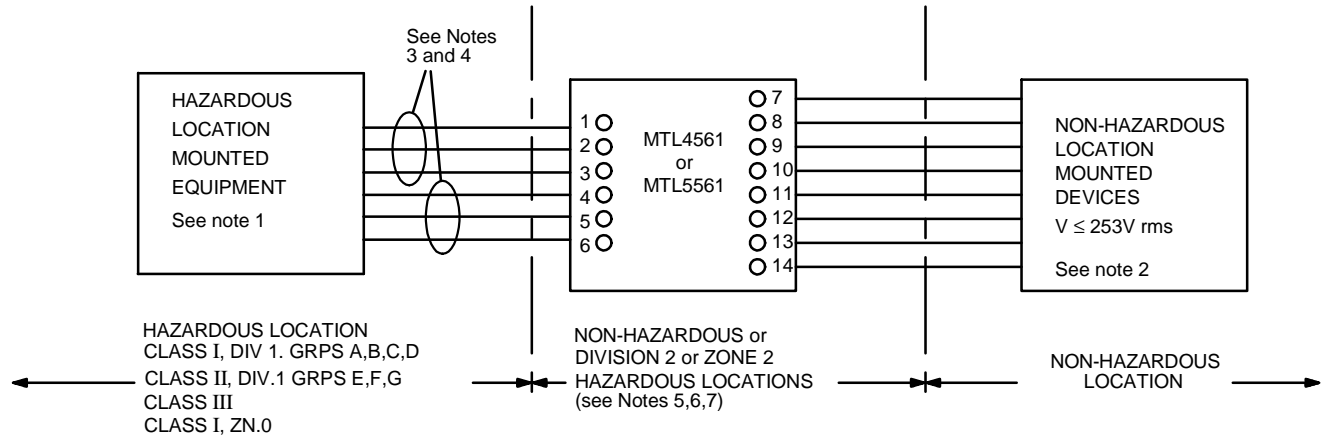 See Notes
3 and 4
HAZARDOUS
LOCATION
MOUNTED
EQUIPMENT
See note 1
1
2
3
4
5
6
MTL4561
or
MTL5561
7
8
9
10
11
12
13
14
NON-HAZARDOUS
LOCATION
MOUNTED
DEVICES
V ≤ 253V rms
See note 2
HAZARDOUS LOCATION
CLASS I, DIV 1. GRPS A,B,C,D
CLASS II, DIV.1 GRPS E,F,G
CLASS III
CLASS I, ZN.0
NON-HAZARDOUS or
DIVISION 2 or ZONE 2
HAZARDOUS LOCATIONS
(see Notes 5,6,7)
NON-HAZARDOUS
LOCATION